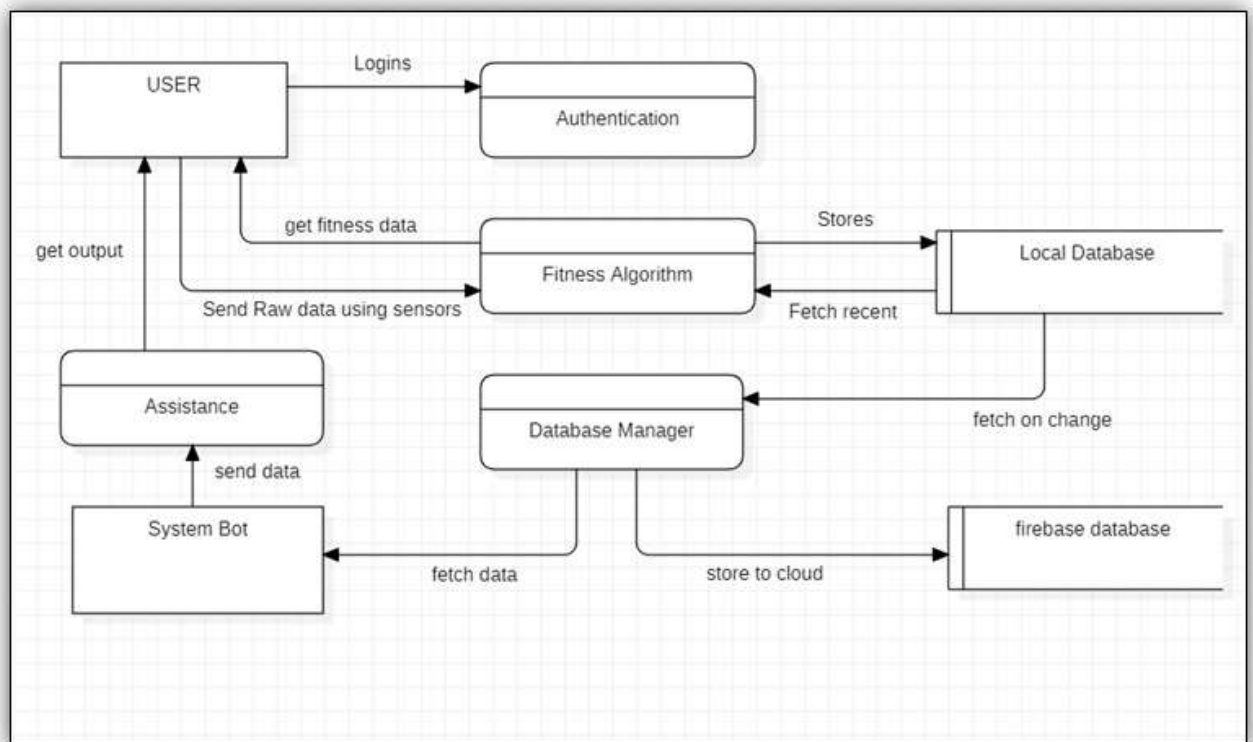 USER
Logins
Authentication
get fitness data
Stores
get output
Fitness Algorithm
Local Database
Send Raw data using sensors
Fetch recent
Assistance
Database Manager
fetch on change
send data
System Bot
firebase database
fetch data
store to cloud